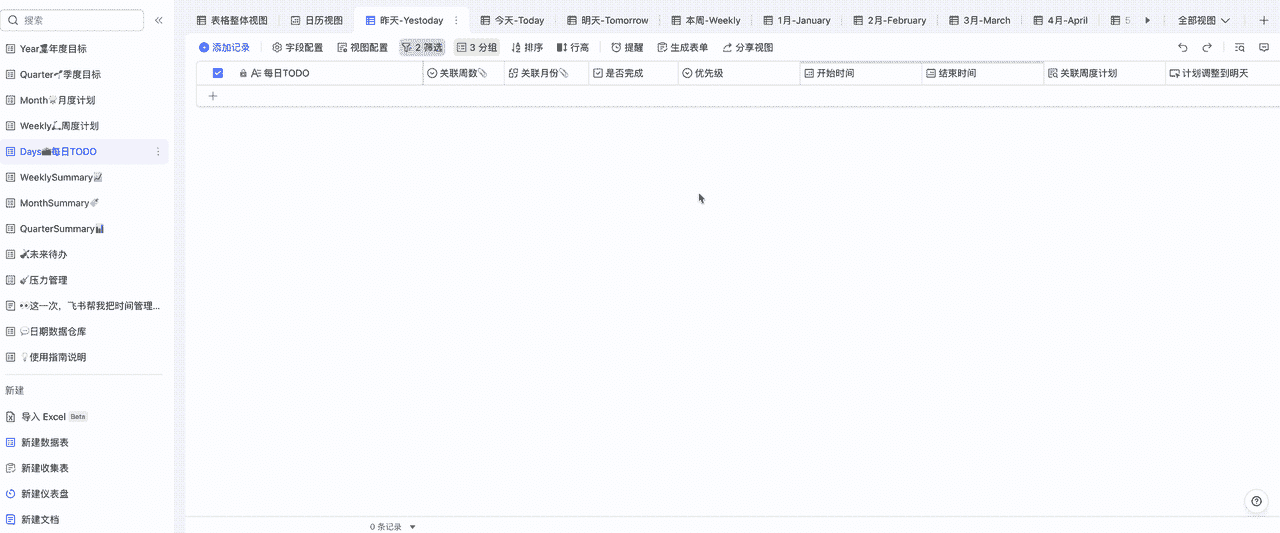 搜索
Year年度目标
Quarter季度目标
Month月度计划
Weekly周度计划
Days每日TODO
WeeklySummary
MonthSummary
QuarterSummary
未来待办
压力管理
这一次，飞书帮我把时间管理...
日期数据仓库
使用指南说明
新建
导入 Excel Beta
新建数据表
新建收集表
新建仪表盘
新建文档
表格整体视图
日历视图
昨天-Yestoday
今天-Today
明天-Tomorrow
本周-Weekly
1月-January
2月-February
3月-March
4月-April
5
全部视图
添加记录
字段配置
视图配置
2 筛选
3 分组
排序
行高
提醒
生成表单
分享视图
每日TODO
关联周数
关联月份
是否完成
优先级
开始时间
结束时间
关联周度计划
计划调整到明天
0 条记录